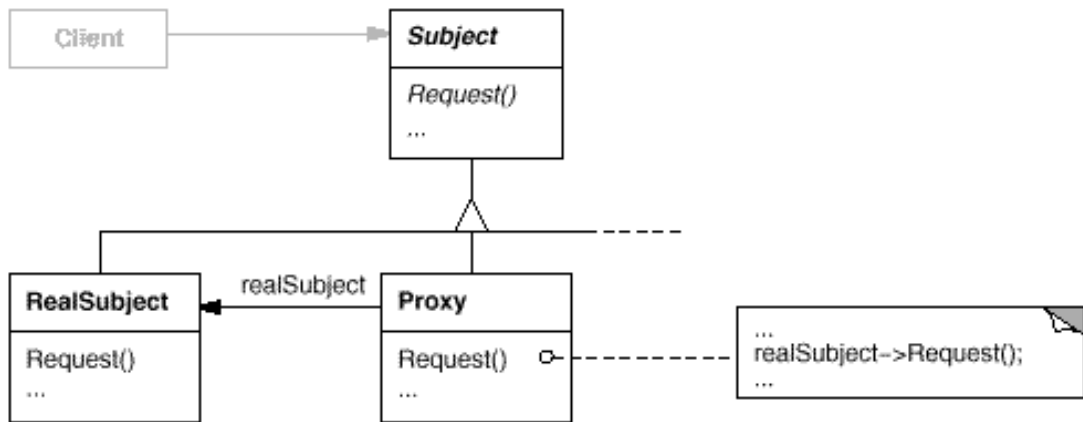 Client
Subject
Request()
...
realSubject
RealSubject
Request()
...
Proxy
Request()
...
...
realSubject->Request();
...